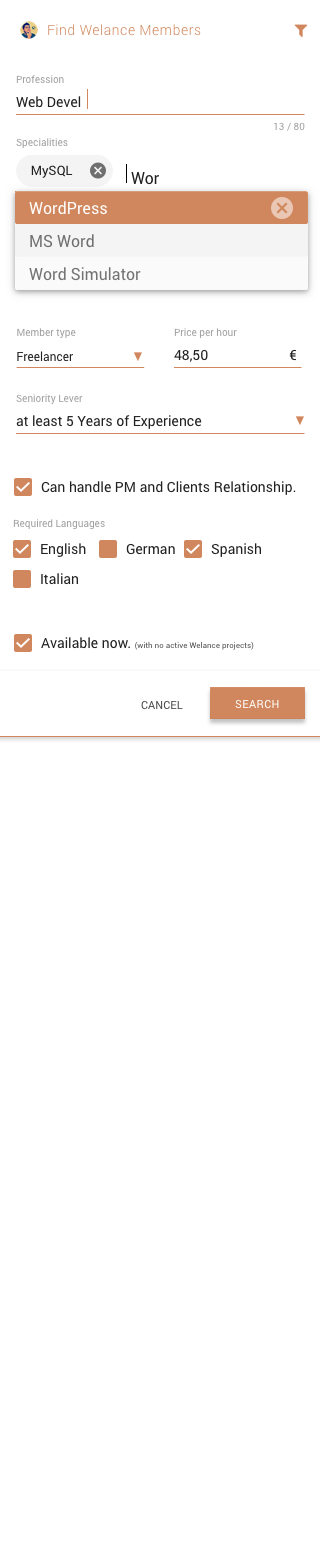 Find Welance Members
Profession
Web Devel
13 / 80
Specialities
MySQL Wor
WordPress
MS Word
Word Simulator
Member type Price per hour
Freelancer 48,50 €
Seniority Lever
at least 5 Years of Experience
Can handle PM and Clients Relationship.
Required Languages
English German Spanish
Italian
Available now. (with no active Welance projects)
CANCEL SEARCH